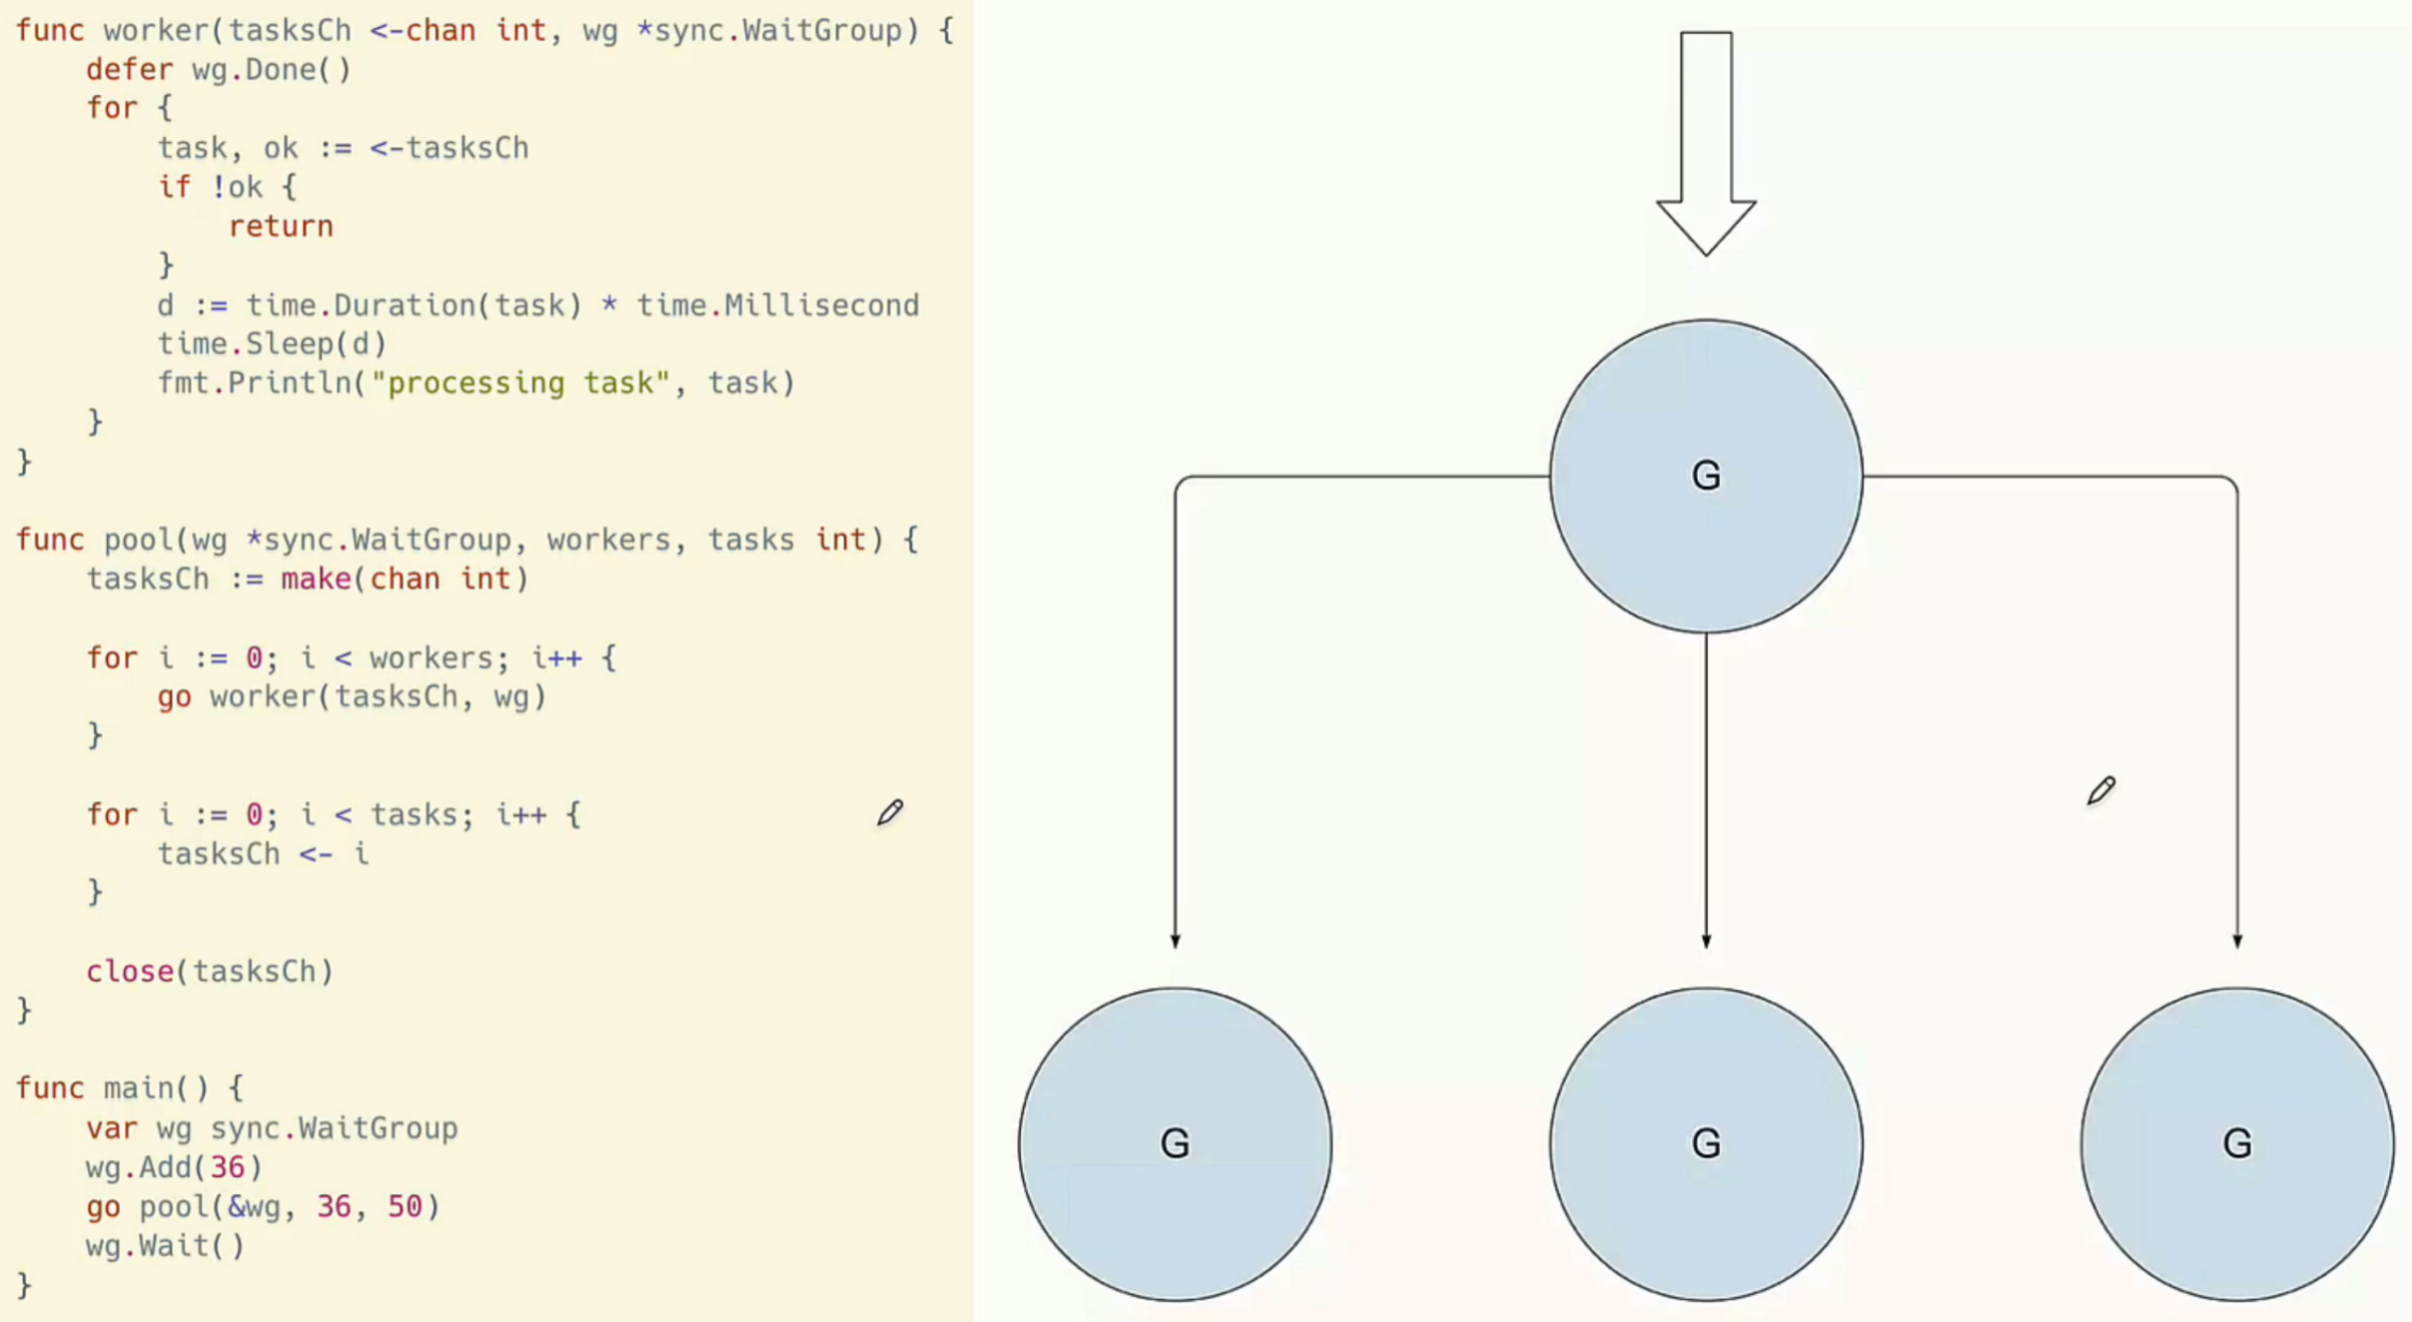 func worker(tasksCh <-chan int, wg *sync.WaitGroup) {
    defer wg.Done()
    for {
        task, ok := <-tasksCh
        if !ok {
            return
        }
        d := time.Duration(task) * time.Millisecond
        time.Sleep(d)
        fmt.Println("processing task", task)
    }
}

func pool(wg *sync.WaitGroup, workers, tasks int) {
    tasksCh := make(chan int)

    for i := 0; i < workers; i++ {
        go worker(tasksCh, wg)
    }

    for i := 0; i < tasks; i++ {
        tasksCh <- i
    }

    close(tasksCh)
}

func main() {
    var wg sync.WaitGroup
    wg.Add(36)
    go pool(&wg, 36, 50)
    wg.Wait()
}
G
G
G
G